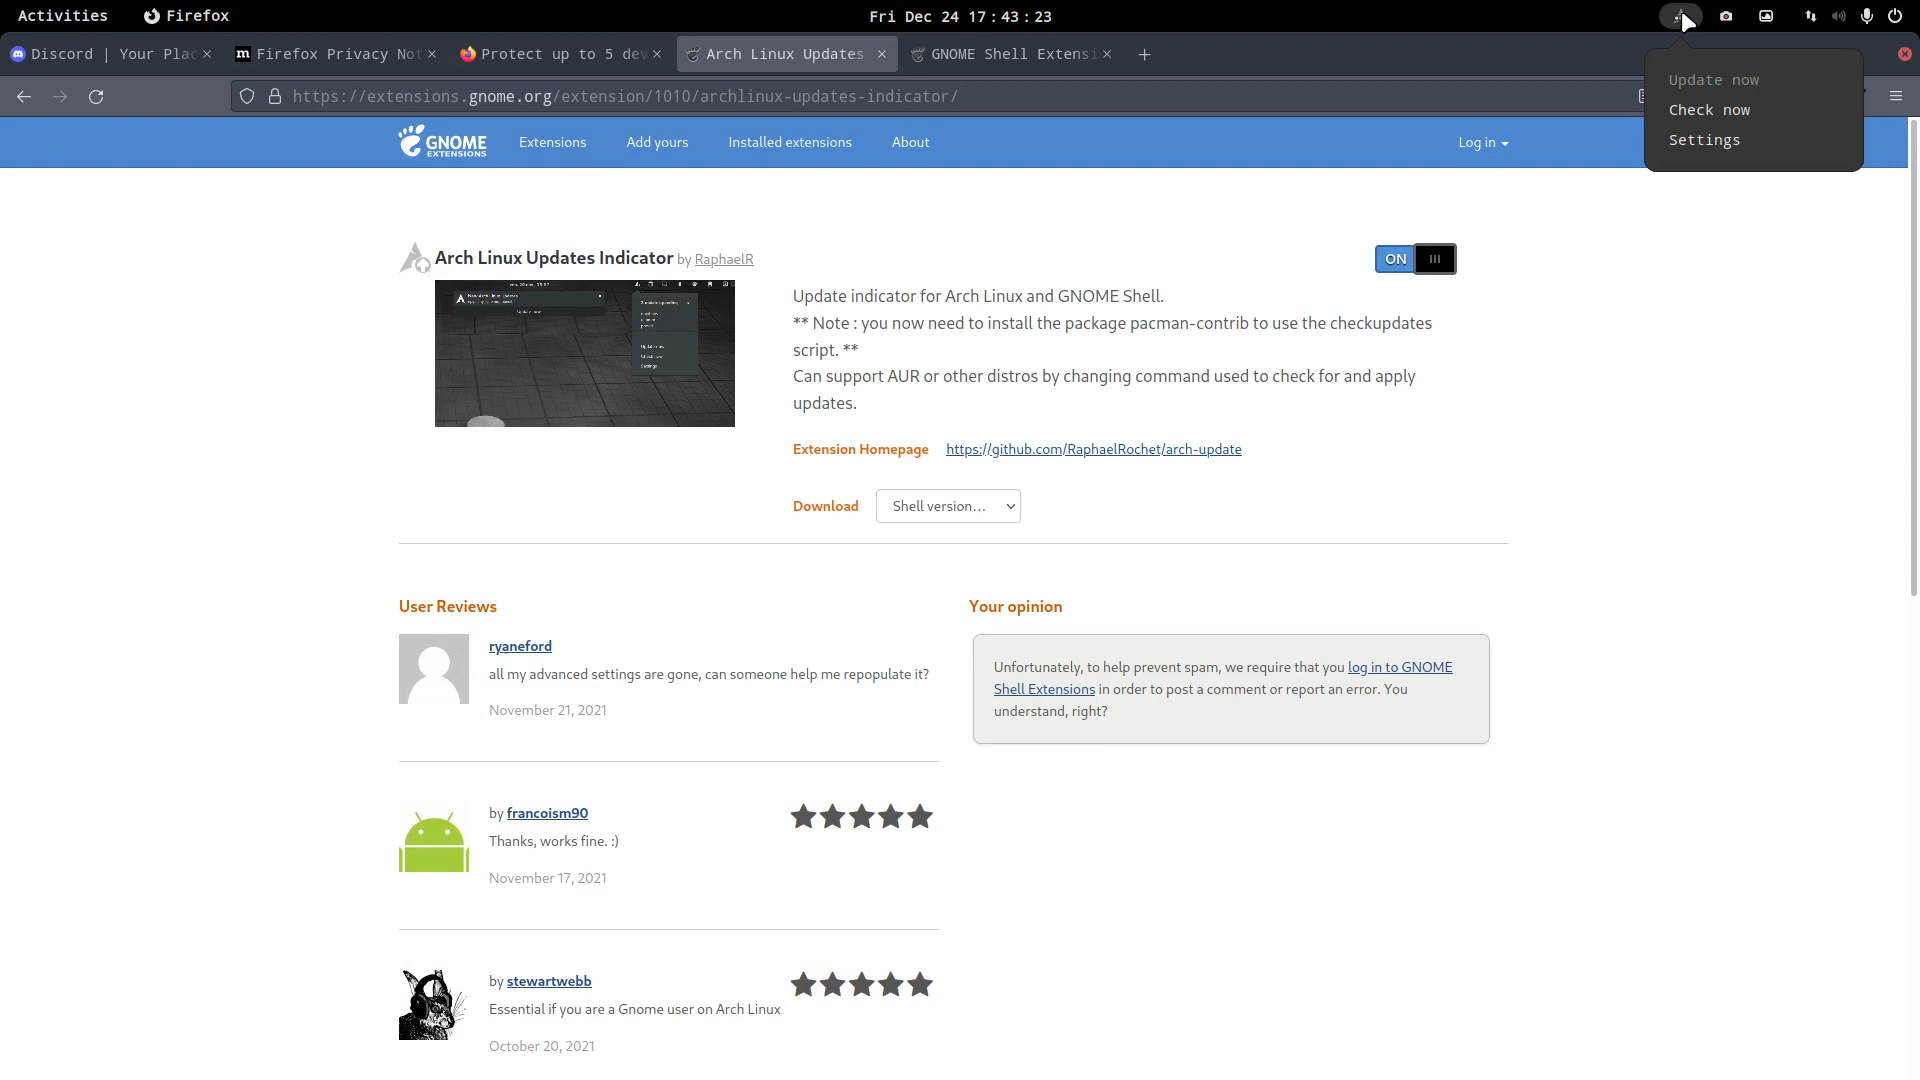 Activities Firefox Fri Dec 24 17:43:23
Discord | Your Plac Firefox Privacy Not Protect up to 5 dev Arch Linux Updates GNOME Shell Extensi
https://extensions.gnome.org/extension/1010/archlinux-updates-indicator/
Update now
Check now
Settings
GNOME
EXTENSIONS
Extensions Add yours Installed extensions About Log in
Arch Linux Updates Indicator by RaphaelR
ON
Update indicator for Arch Linux and GNOME Shell.
** Note : you now need to install the package pacman-contrib to use the checkupdates
script. **
Can support AUR or other distros by changing command used to check for and apply
updates.
Extension Homepage https://github.com/RaphaelRochet/arch-update
Download Shell version...
User Reviews
ryaneford
all my advanced settings are gone, can someone help me repopulate it?
November 21, 2021
by francoism90
Thanks, works fine. :)
November 17, 2021
by stewartwebb
Essential if you are a Gnome user on Arch Linux
October 20, 2021
Your opinion
Unfortunately, to help prevent spam, we require that you log in to GNOME
Shell Extensions in order to post a comment or report an error. You
understand, right?